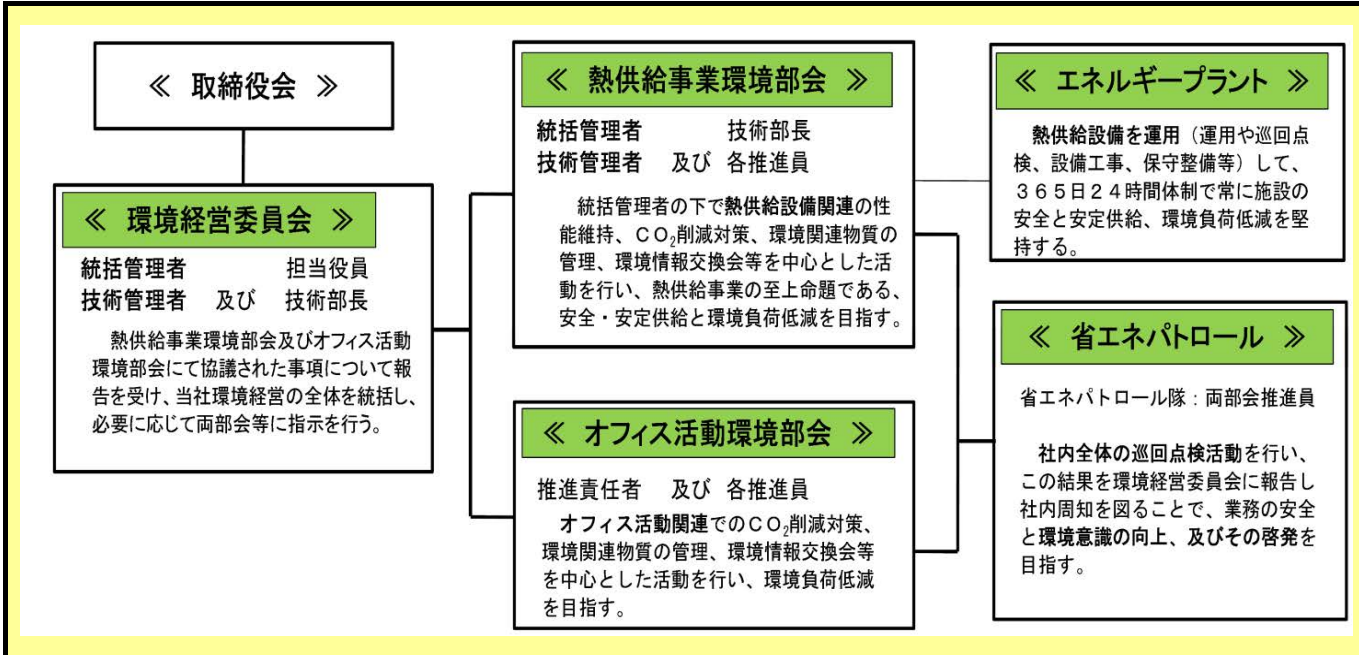 ≪ 取締役会 ≫
≪ 環境経営委員会 ≫
統括管理者 担当役員
技術管理者 及び 技術部長
熱供給事業環境部会及びオフィス活動
環境部会にて協議された事項について報
告を受け、当社環境経営の全体を統括し、
必要に応じて両部会等に指示を行う。
≪ 熱供給事業環境部会 ≫
統括管理者 技術部長
技術管理者 及び 各推進員
統括管理者の下で熱供給設備関連の性
能維持、CO₂削減対策、環境関連物質の
管理、環境情報交換会等を中心とした活
動を行い、熱供給事業の至上命題である、
安全・安定供給と環境負荷低減を目指す。
≪ オフィス活動環境部会 ≫
推進責任者 及び 各推進員
オフィス活動関連でのCO₂削減対策、
環境関連物質の管理、環境情報交換会等
を中心とした活動を行い、環境負荷低減
を目指す。
≪ エネルギープラント ≫
熱供給設備を運用（運用や巡回点
検、設備工事、保守整備等）して、
３６５日２４時間体制で常に施設の
安全と安定供給、環境負荷低減を堅
持する。
≪ 省エネパトロール ≫
省エネパトロール隊：両部会推進員
社内全体の巡回点検活動を行い、
この結果を環境経営委員会に報告し
社内周知を図ることで、業務の安全
と環境意識の向上、及びその啓発を
目指す。